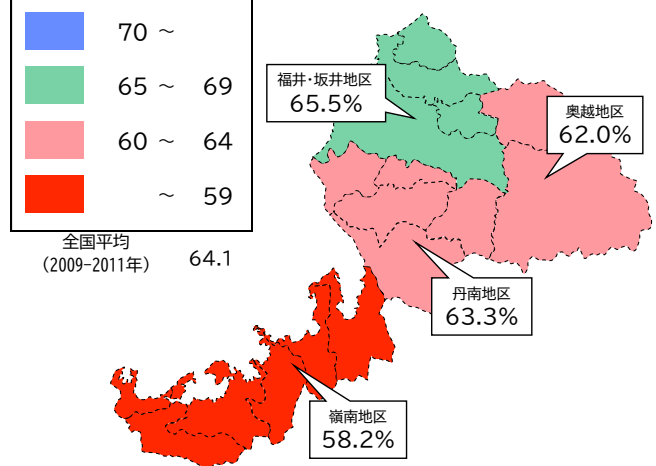 70 ～
65 ～ 69
60 ～ 64
～ 59
全国平均
（2009-2011年） 64.1
福井・坂井地区
65.5%
奥越地区
62.0%
丹南地区
63.3%
嶺南地区
58.2%